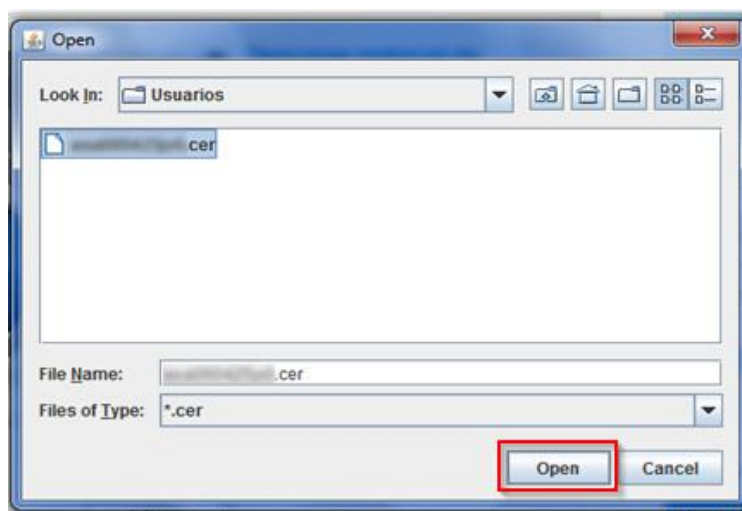 Open
Look In: Usuarios
.cer
File Name: .cer
Files of Type: *.cer
Open Cancel